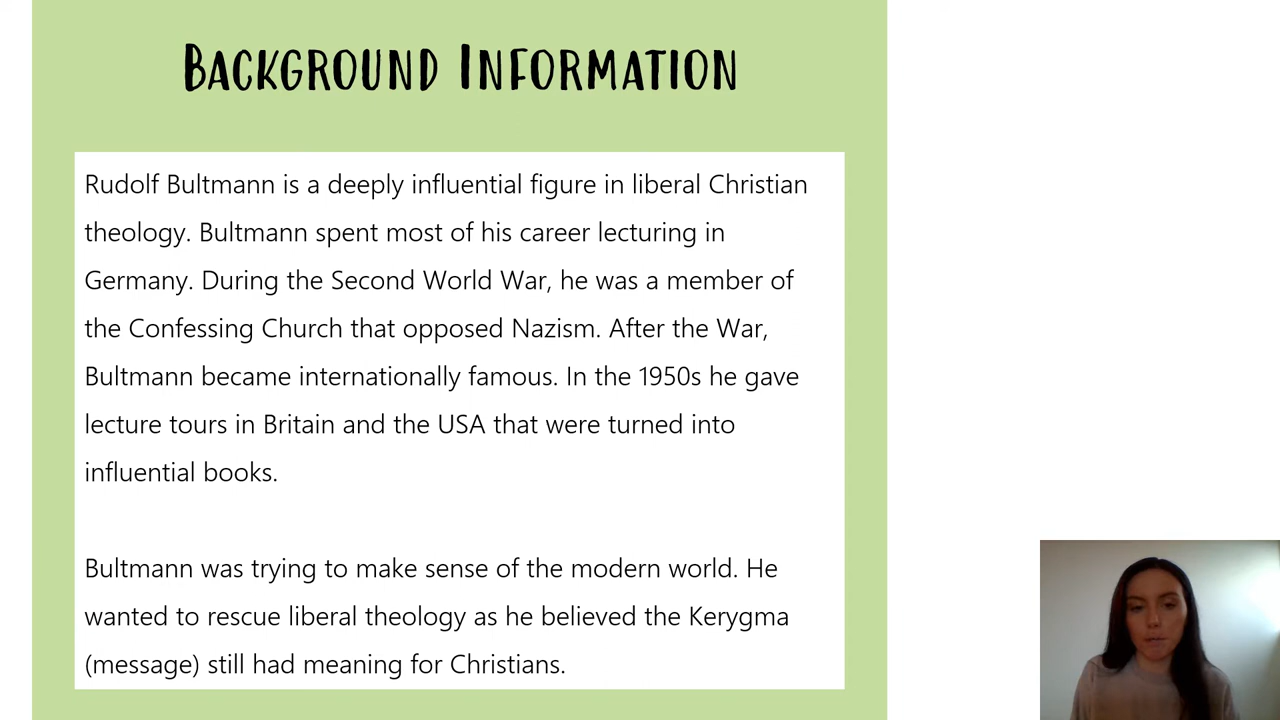 BACKGROUND INFORMATION
Rudolf Bultmann is a deeply influential figure in liberal Christian
theology. Bultmann spent most of his career lecturing in
Germany. During the Second World War, he was a member of
the Confessing Church that opposed Nazism. After the War,
Bultmann became internationally famous. In the 1950s he gave
lecture tours in Britain and the USA that were turned into
influential books.
Bultmann was trying to make sense of the modern world. He
wanted to rescue liberal theology as he believed the Kerygma
(message) still had meaning for Christians.